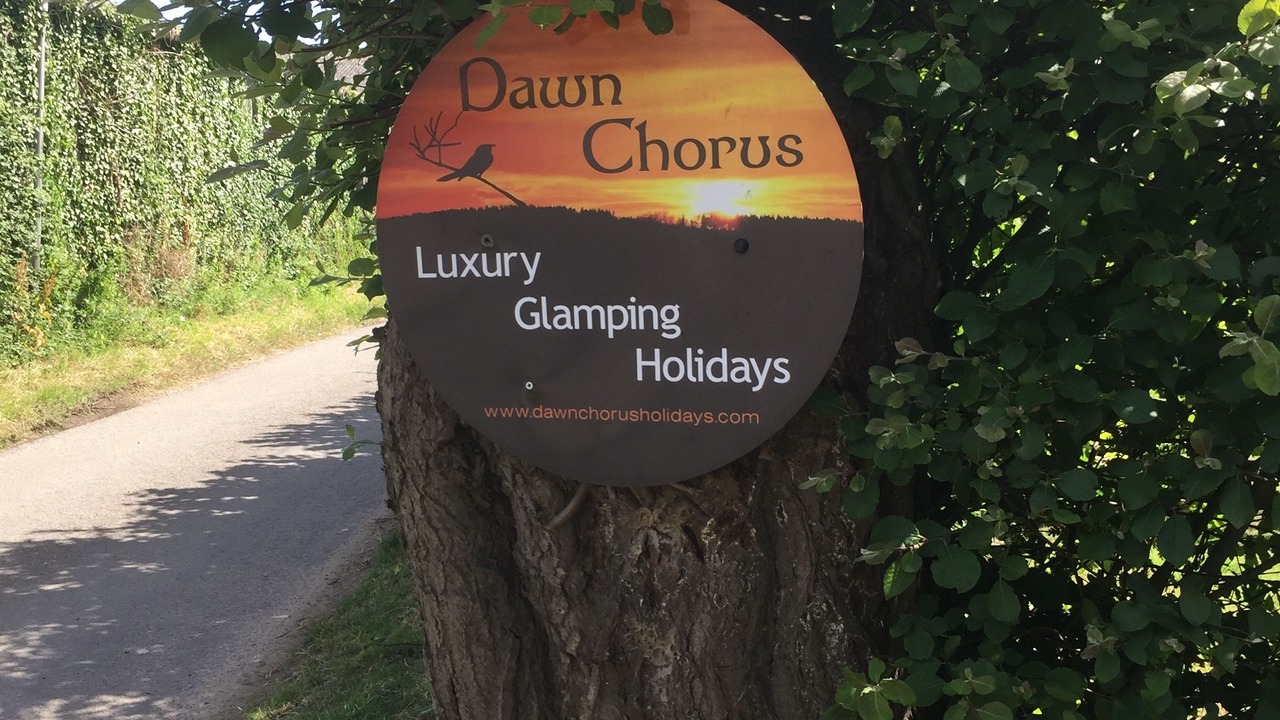 Dawn
Chorus
Luxury
Glamping
Holidays
www.dawnchorusholidays.com